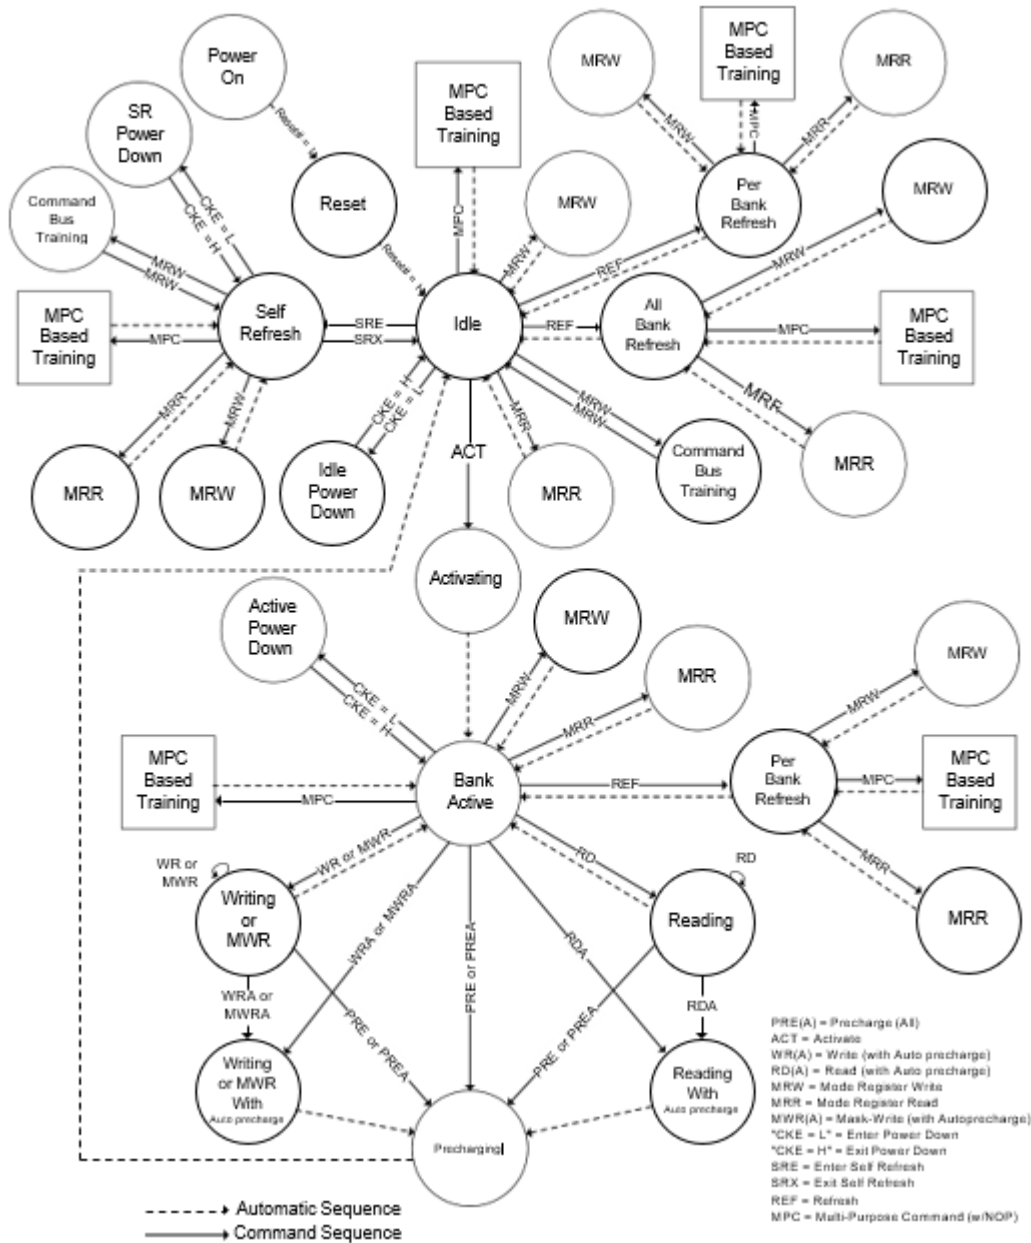 Power
On
SR
Power
Down
MPC
Based
Training
MRW
MPC
Based
Training
MRR
Command
Bus
Training
Reset
MRW
Per
Bank
Refresh
MRW
CKE = L
CKE = H
MPC
MRW
MRW
MPC
MRR
MRW
MRW
MRW
REF
MRW
MPC
Based
Training
Self
Refresh
Idle
All
Bank
Refresh
MPC
Based
Training
MPC
SRE
SRX
REF
MPC
MRR
MRW
CKE = H
CKE = L
MRR
MRW
MRW
MRR
MRR
MRW
Idle
Power
Down
ACT
MRR
Command
Bus
Training
MRR
Activating
Active
Power
Down
MRW
MRR
MRW
CKE = L
CKE = H
MRW
MRR
MRW
MPC
Based
Training
MPC
Bank
Active
REF
Per
Bank
Refresh
MPC
MPC
Based
Training
WR or MWR
RD
MRR
WR or
MWR
Writing
or
MWR
RD
Reading
MRR
WRA or MWRA
PRE or PREA
RDA
WRA or
MWRA
PRE or PREA
PRE or PREA
RDA
Writing
or MWR
With
Auto precharge
Reading
With
Auto precharge
Precharging
PRE(A) = Precharge (All)
ACT = Activate
WR(A) = Write (with Auto precharge)
RD(A) = Read (with Auto precharge)
MRW = Mode Register Write
MRR = Mode Register Read
MWR(A) = Mask-Write (with Autoprecharge)
"CKE = L" = Enter Power Down
"CKE = H" = Exit Power Down
SRE = Enter Self Refresh
SRX = Exit Self Refresh
REF = Refresh
MPC = Multi-Purpose Command (w/NOP)
Automatic Sequence
Command Sequence